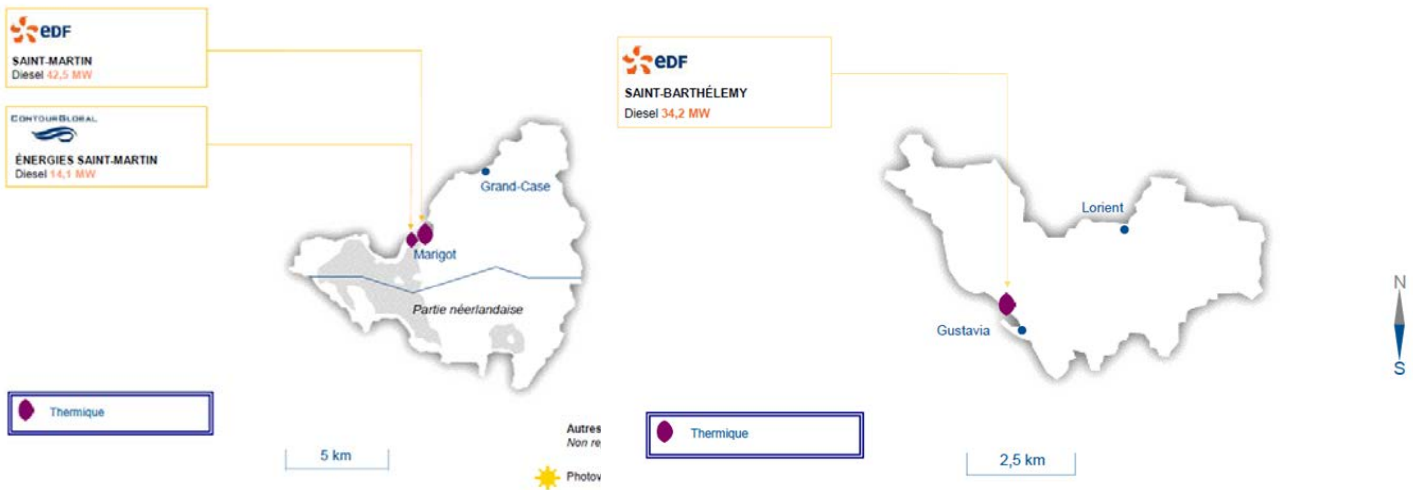 eDF
SAINT-MARTIN
Diesel 42,5 MW
CONTOURGLOBAL
ÉNERGIES SAINT-MARTIN
Diesel 14,1 MW
Grand-Case
Marigot
Partie néerlandaise
Thermique
5 km
Autres
Non re
Photov
eDF
SAINT-BARTHÉLEMY
Diesel 34,2 MW
Lorient
Gustavia
Thermique
2,5 km
N
S